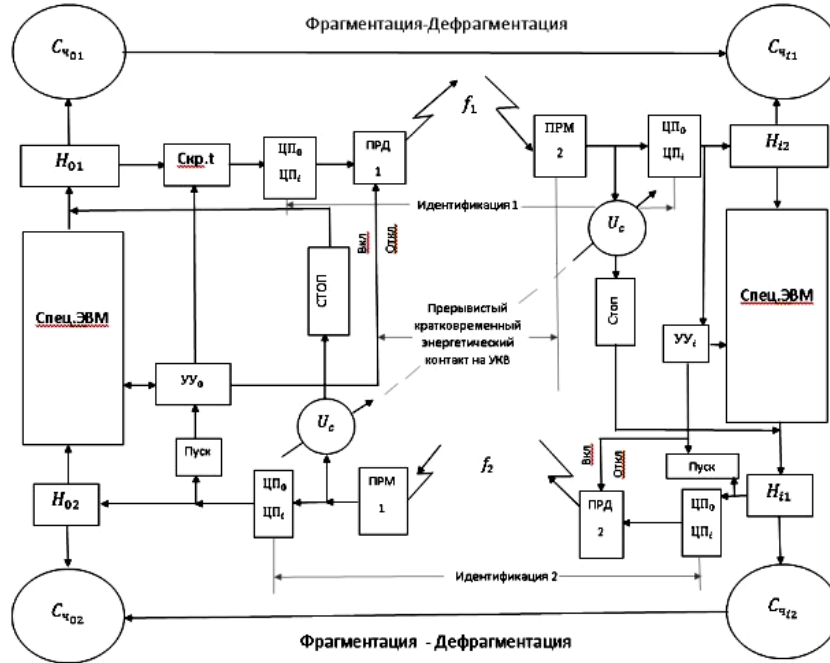 Фрагментация-Дефрагментация
C_ч01
C_чi1
f₁
H₀₁
Скр.t
ЦП₀
ЦПᵢ
ПРД
1
ПРМ
2
ЦП₀
ЦПᵢ
Hᵢ₂
Идентификация 1
U_c
Вкл
Откл
СТОП
Стоп
Спец.ЭВМ
Спец.ЭВМ
Прерывистый
кратковременный
энергетический
контакт на УКВ
УУ₀
УУᵢ
U_c
Пуск
f₂
Вкл
Откл
Пуск
H₀₂
ЦП₀
ЦПᵢ
ПРМ
1
ПРД
2
ЦП₀
ЦПᵢ
Hᵢ₁
Идентификация 2
C_ч02
C_чi2
Фрагментация - Дефрагментация